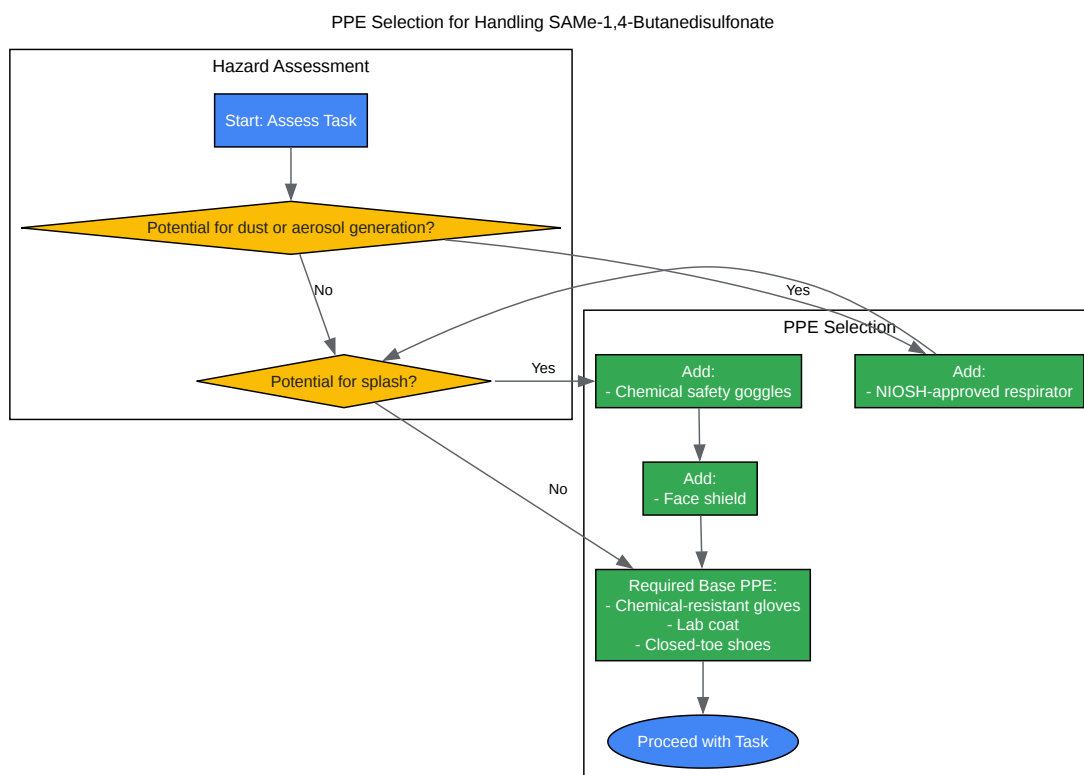 PPE Selection for Handling SAMe-1,4-Butanedisulfonate
Hazard Assessment
Start: Assess Task
Potential for dust or aerosol generation?
No
Yes
PPE Selection
Potential for splash?
Yes
Add:
- Chemical safety goggles
Add:
- NIOSH-approved respirator
Add:
- Face shield
No
Required Base PPE:
- Chemical-resistant gloves
- Lab coat
- Closed-toe shoes
Proceed with Task